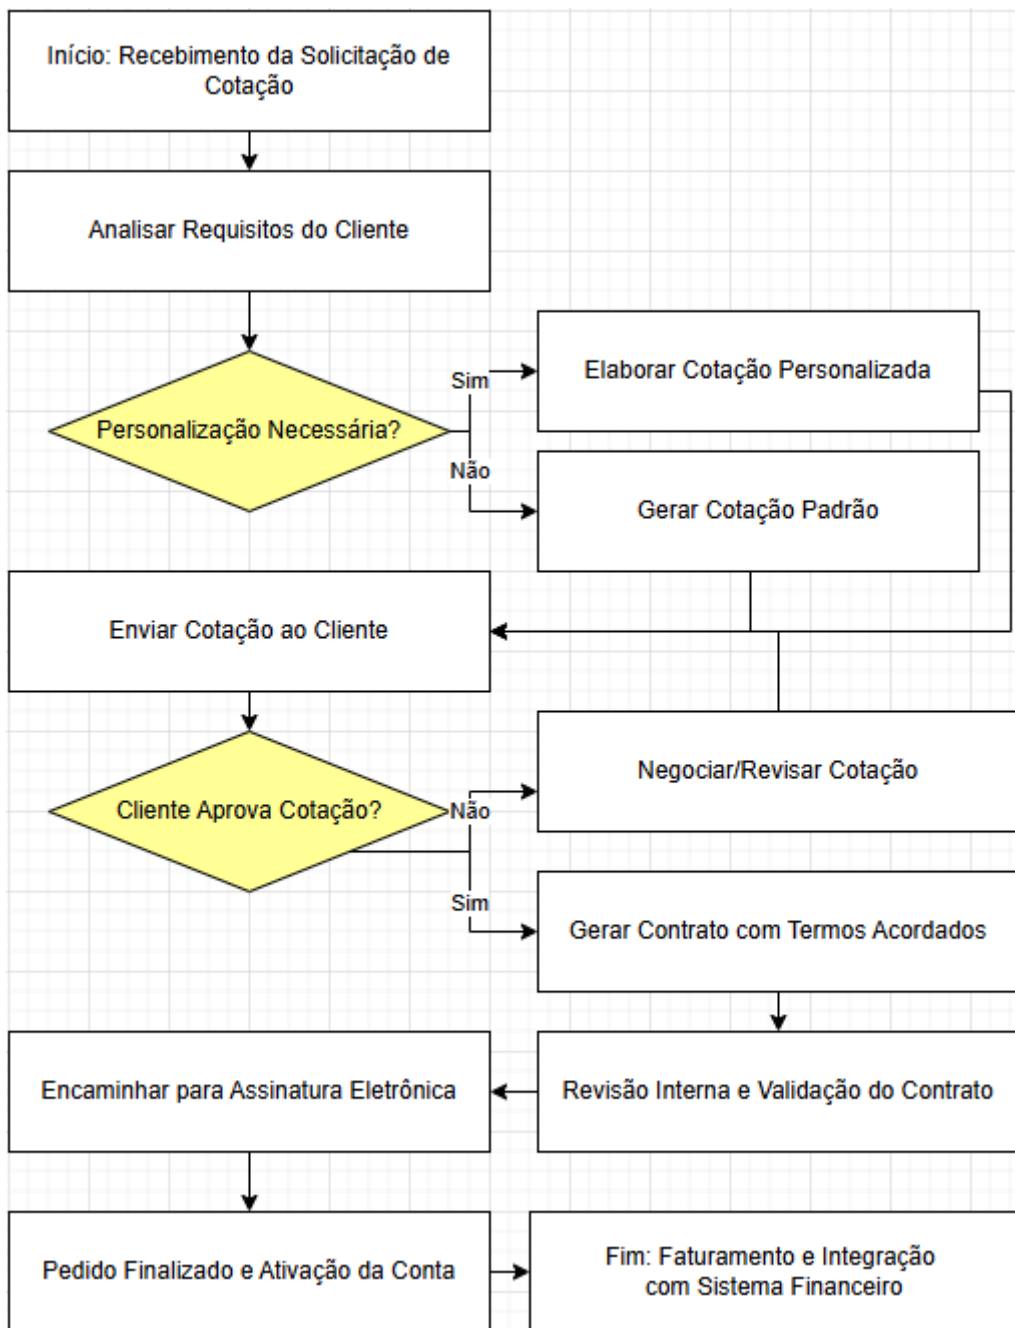 Início: Recebimento da Solicitação de
Cotação
Analisar Requisitos do Cliente
Personalização Necessária?
Sim
Não
Elaborar Cotação Personalizada
Gerar Cotação Padrão
Enviar Cotação ao Cliente
Cliente Aprova Cotação?
Não
Sim
Negociar/Revisar Cotação
Gerar Contrato com Termos Acordados
Revisão Interna e Validação do Contrato
Encaminhar para Assinatura Eletrônica
Pedido Finalizado e Ativação da Conta
Fim: Faturamento e Integração
com Sistema Financeiro